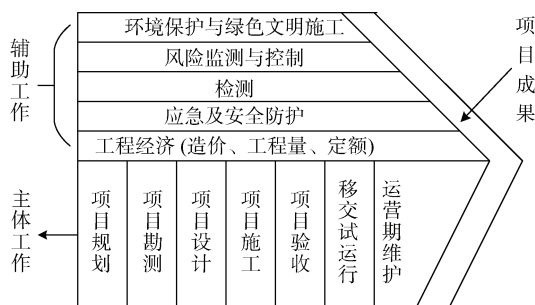 辅助工作
环境保护与绿色文明施工
风险监测与控制
检测
应急及安全防护
工程经济 (造价、工程量、定额)
项目成果
主体工作
项目规划
项目勘测
项目设计
项目施工
项目验收
移交试运行
运营期维护